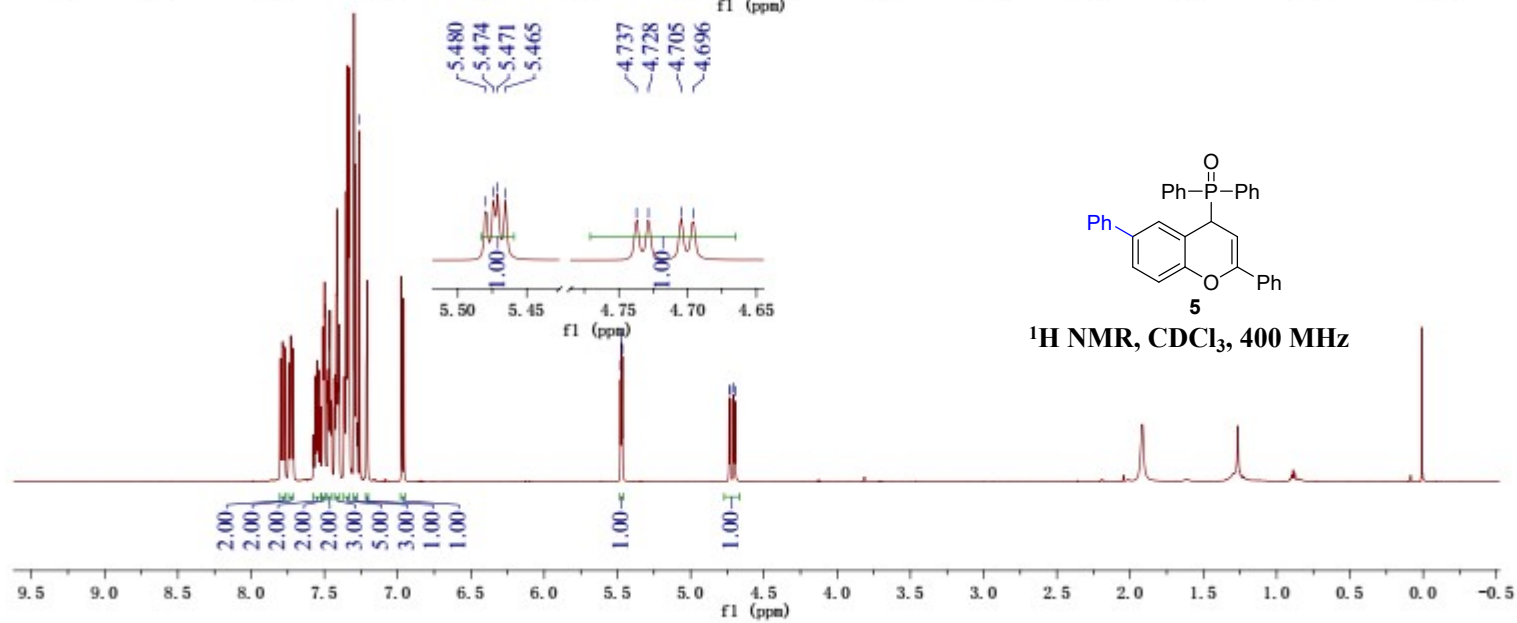 f1 (ppm)
5.480
5.474
5.471
5.465
4.737
4.728
4.705
4.696
1.00
1.00
5.50 5.45 4.75 4.70 4.65
f1 (ppm)
O
Ph P Ph
Ph
O
Ph
5
¹H NMR, CDCl₃, 400 MHz
2.00
2.00
2.00
2.00
2.00
3.00
5.00
3.00
1.00
1.00
1.00
1.00
9.5 9.0 8.5 8.0 7.5 7.0 6.5 6.0 5.5 5.0 4.5 4.0 3.5 3.0 2.5 2.0 1.5 1.0 0.5 0.0 -0.5
f1 (ppm)